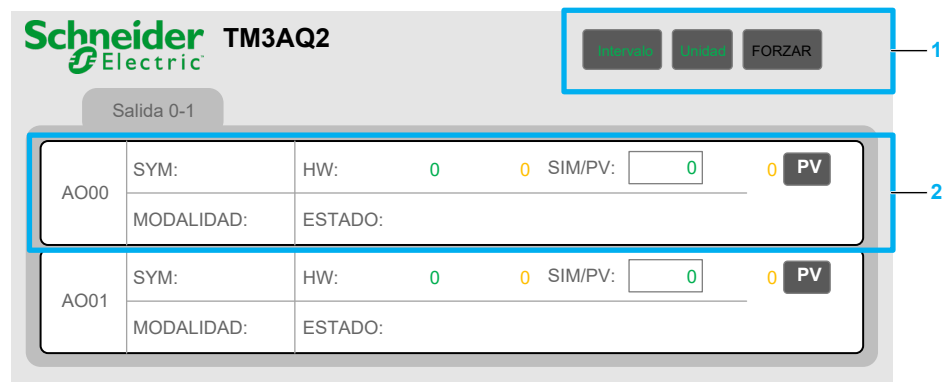 Schneider Electric TM3AQ2
Intervalo Unidad FORZAR 1
Salida 0-1
AO00 SYM: HW: 0 0 SIM/PV: 0 0 PV 2
MODALIDAD: ESTADO:
AO01 SYM: HW: 0 0 SIM/PV: 0 0 PV
MODALIDAD: ESTADO: